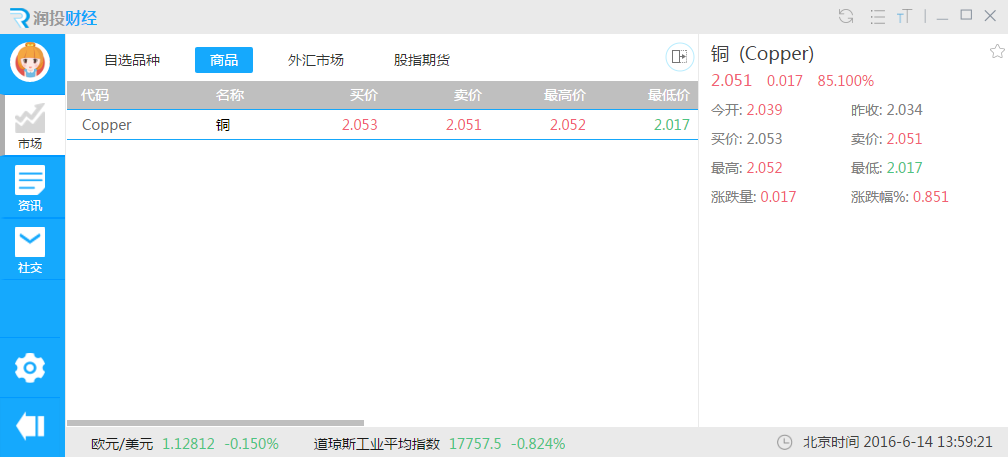 润投财经
自选品种 商品 外汇市场 股指期货
代码 名称 买价 卖价 最高价 最低价
Copper 铜 2.053 2.051 2.052 2.017
市场
资讯
社交
铜 (Copper)
2.051 0.017 85.100%
今开: 2.039 昨收: 2.034
买价: 2.053 卖价: 2.051
最高: 2.052 最低: 2.017
涨跌量: 0.017 涨跌幅%: 0.851
欧元/美元 1.12812 -0.150% 道琼斯工业平均指数 17757.5 -0.824% 北京时间 2016-6-14 13:59:21